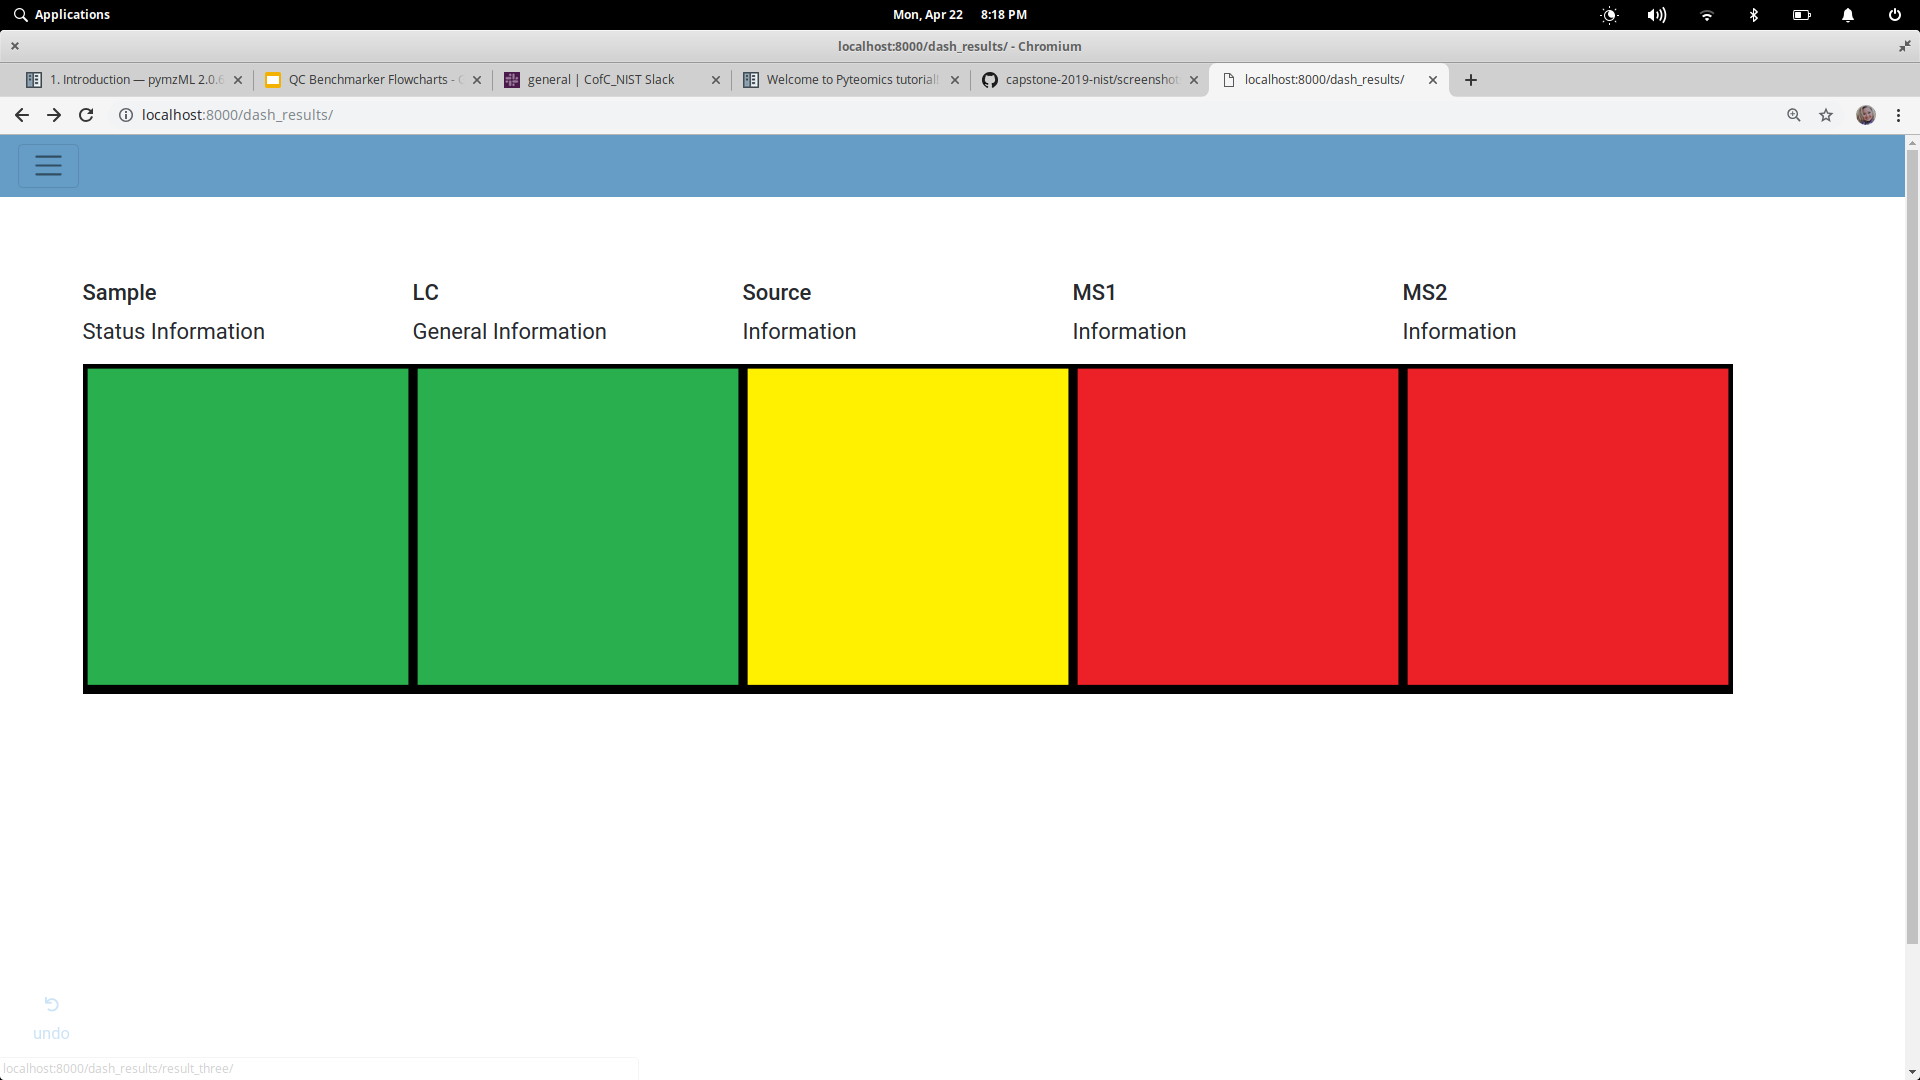 Applications
Mon, Apr 22 8:18 PM
localhost:8000/dash_results/ - Chromium
1. Introduction — pymzML 2.0.6
QC Benchmarker Flowcharts -
general | CofC_NIST Slack
Welcome to Pyteomics tutorial!
capstone-2019-nist/screenshot
localhost:8000/dash_results/
localhost:8000/dash_results/
Sample LC Source MS1 MS2
Status Information General Information Information Information Information
undo
localhost:8000/dash_results/result_three/